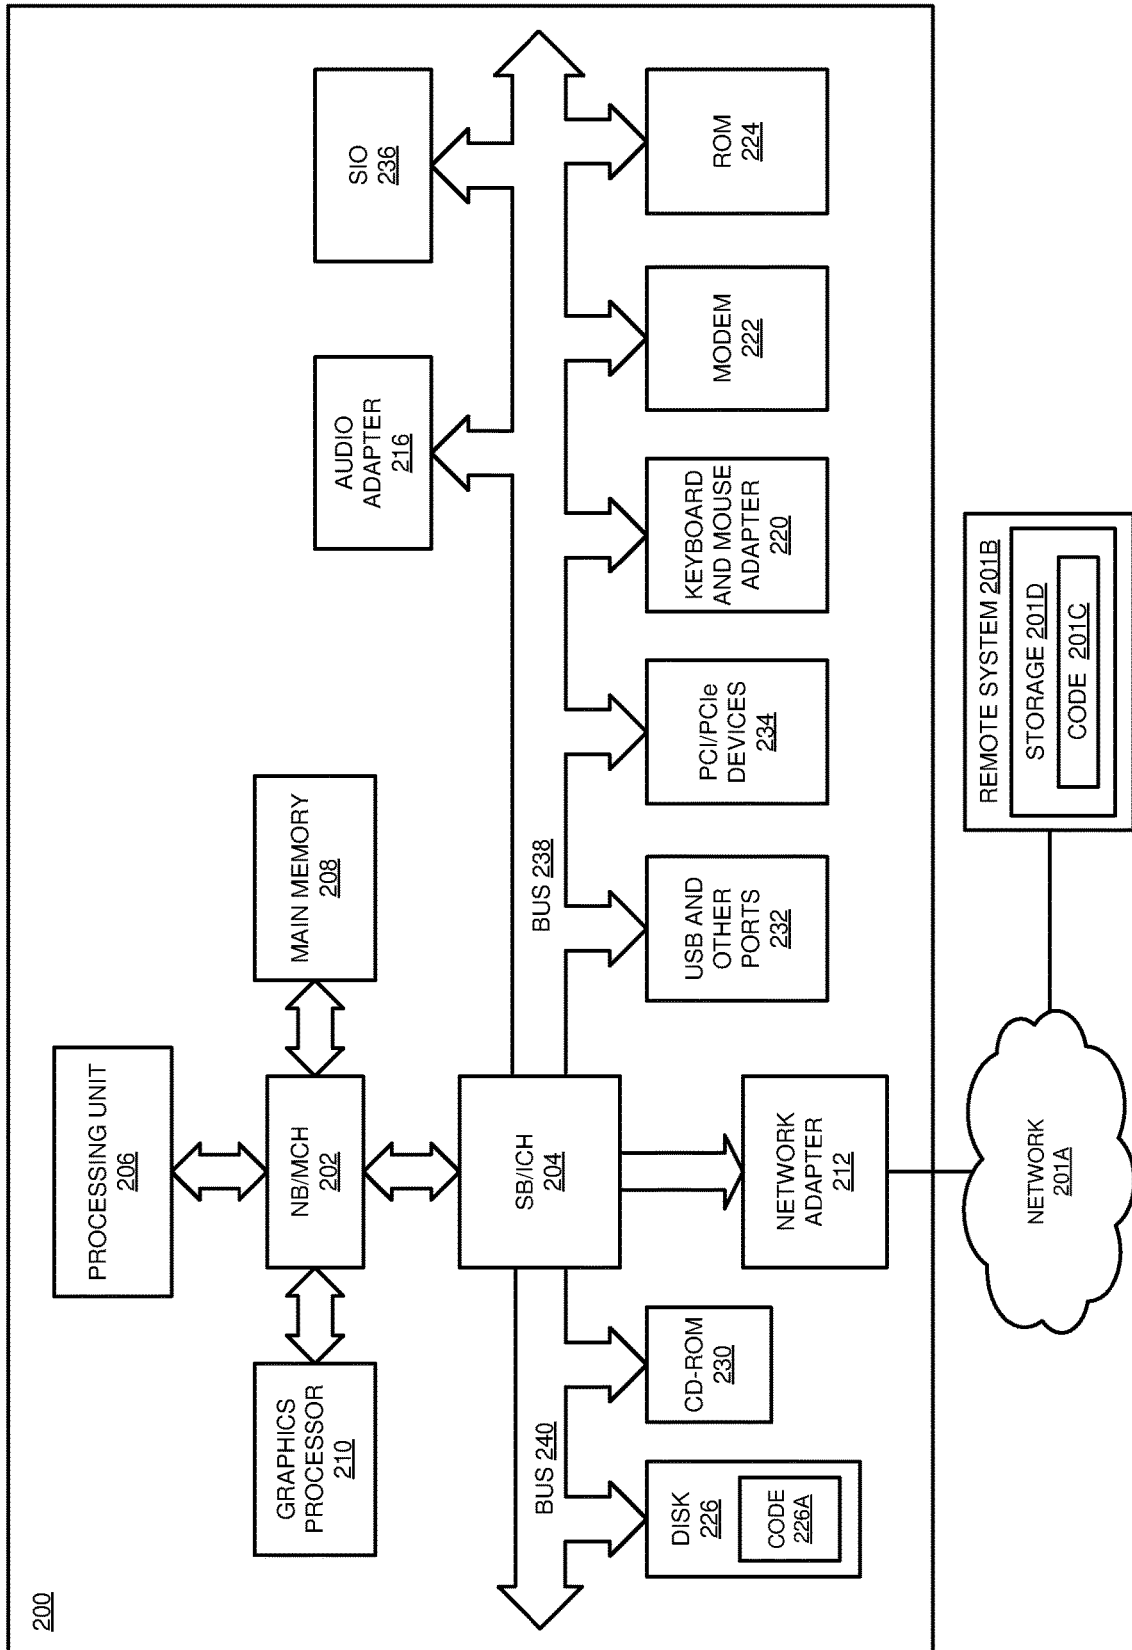 200
PROCESSING UNIT
206
GRAPHICS
PROCESSOR
210
NB/MCH
202
MAIN MEMORY
208
AUDIO
ADAPTER
216
SIO
236
SB/ICH
204
BUS 240
BUS 238
DISK
226
CODE
226A
CD-ROM
230
NETWORK
ADAPTER
212
USB AND
OTHER
PORTS
232
PCI/PCIe
DEVICES
234
KEYBOARD
AND MOUSE
ADAPTER
220
MODEM
222
ROM
224
NETWORK
201A
REMOTE SYSTEM 201B
STORAGE 201D
CODE 201C